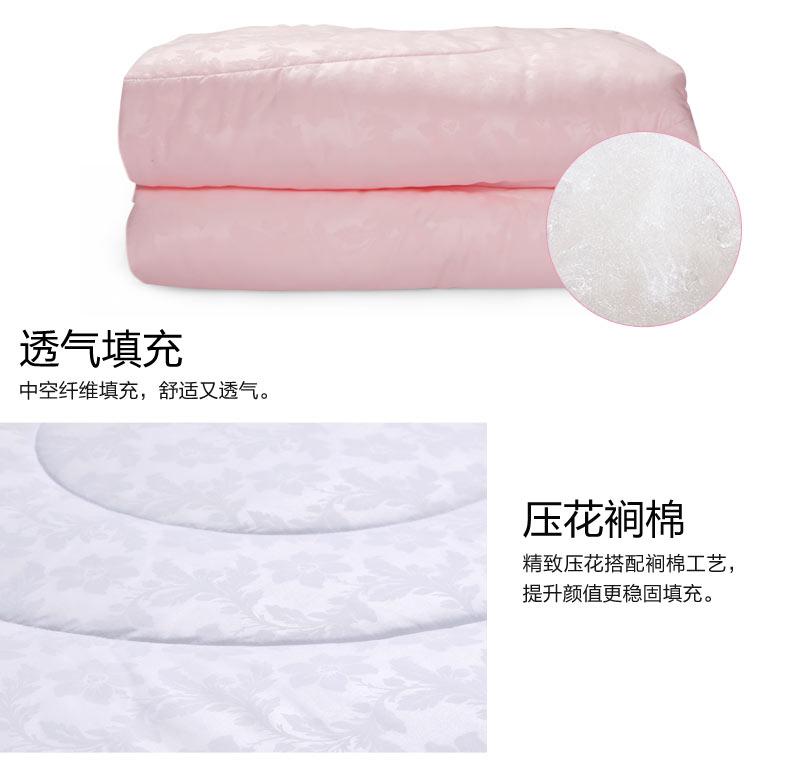 透气填充
中空纤维填充，舒适又透气。
压花裥棉
精致压花搭配裥棉工艺，
提升颜值更稳固填充。